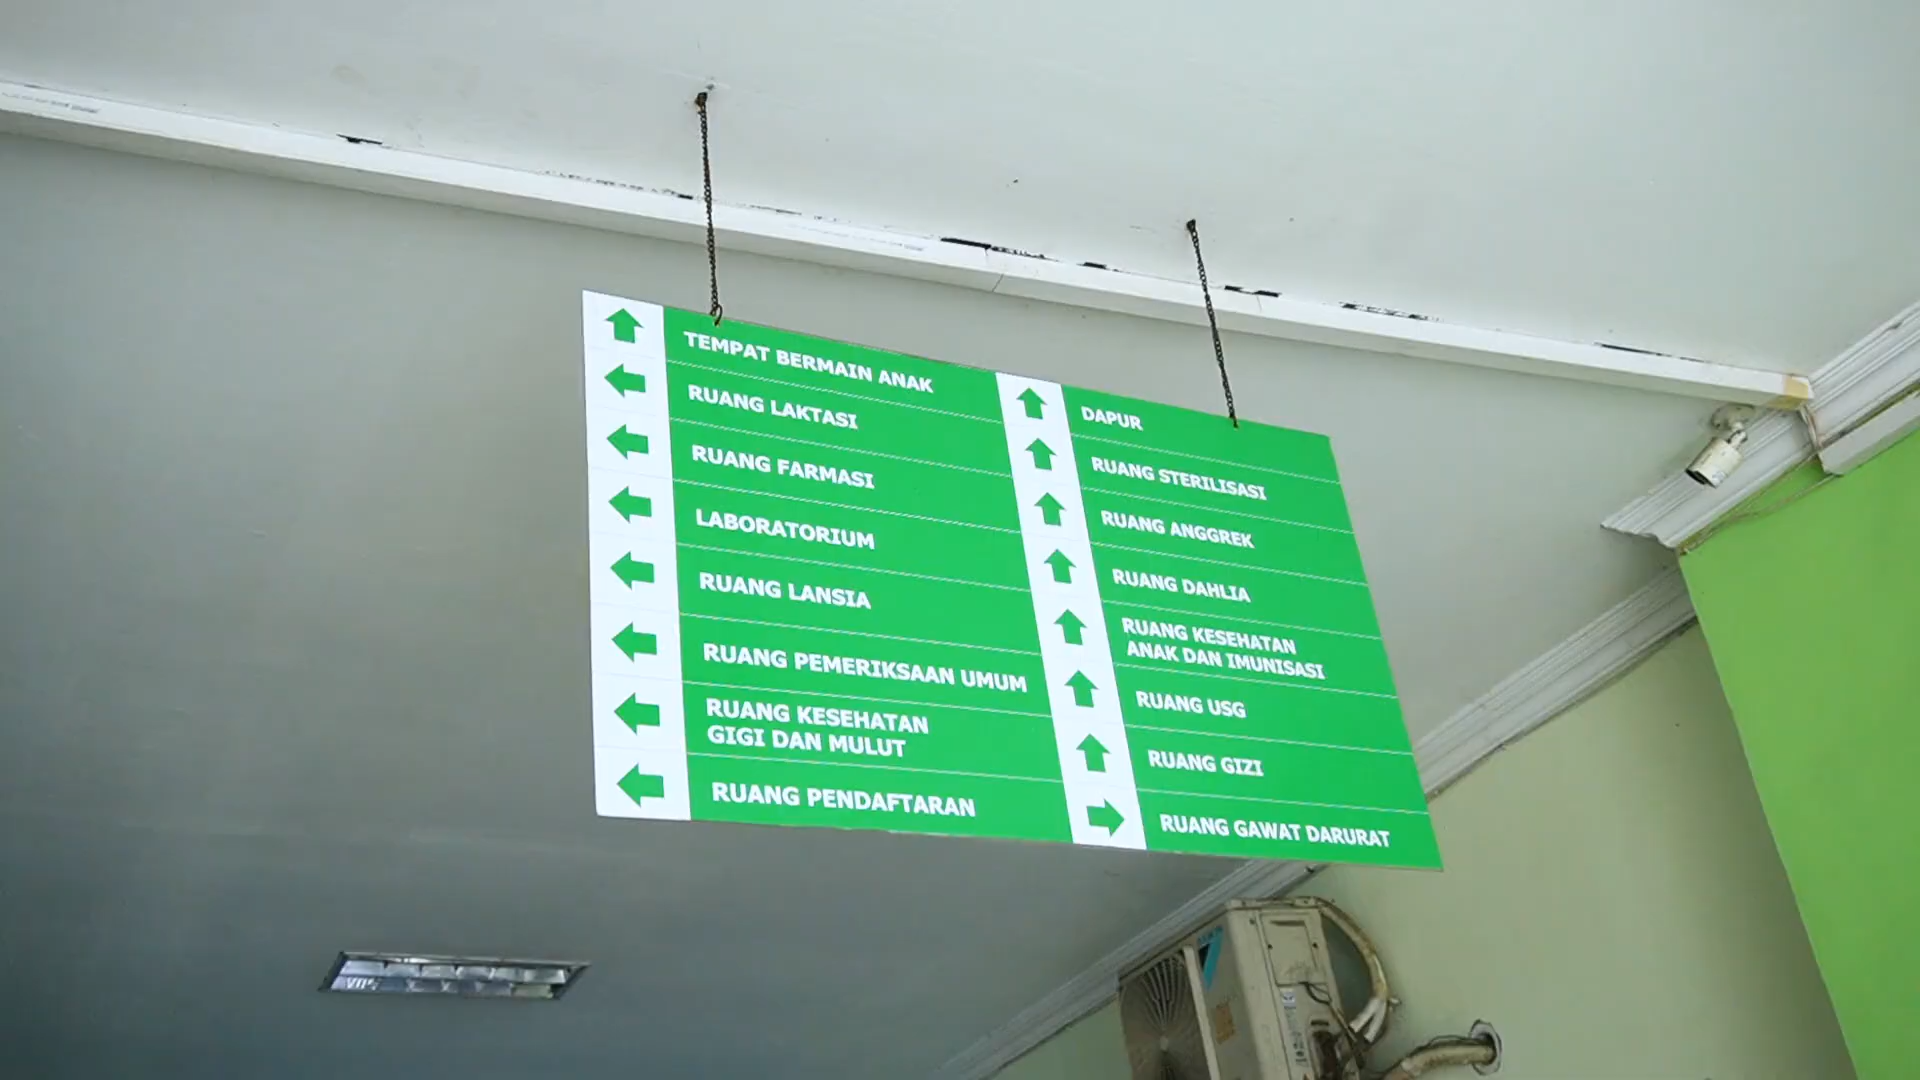 TEMPAT BERMAIN ANAK
RUANG LAKTASI
RUANG FARMASI
LABORATORIUM
RUANG LANSIA
RUANG PEMERIKSAAN UMUM
RUANG KESEHATAN
GIGI DAN MULUT
RUANG PENDAFTARAN
DAPUR
RUANG STERILISASI
RUANG ANGGREK
RUANG DAHLIA
RUANG KESEHATAN
ANAK DAN IMUNISASI
RUANG USG
RUANG GIZI
RUANG GAWAT DARURAT